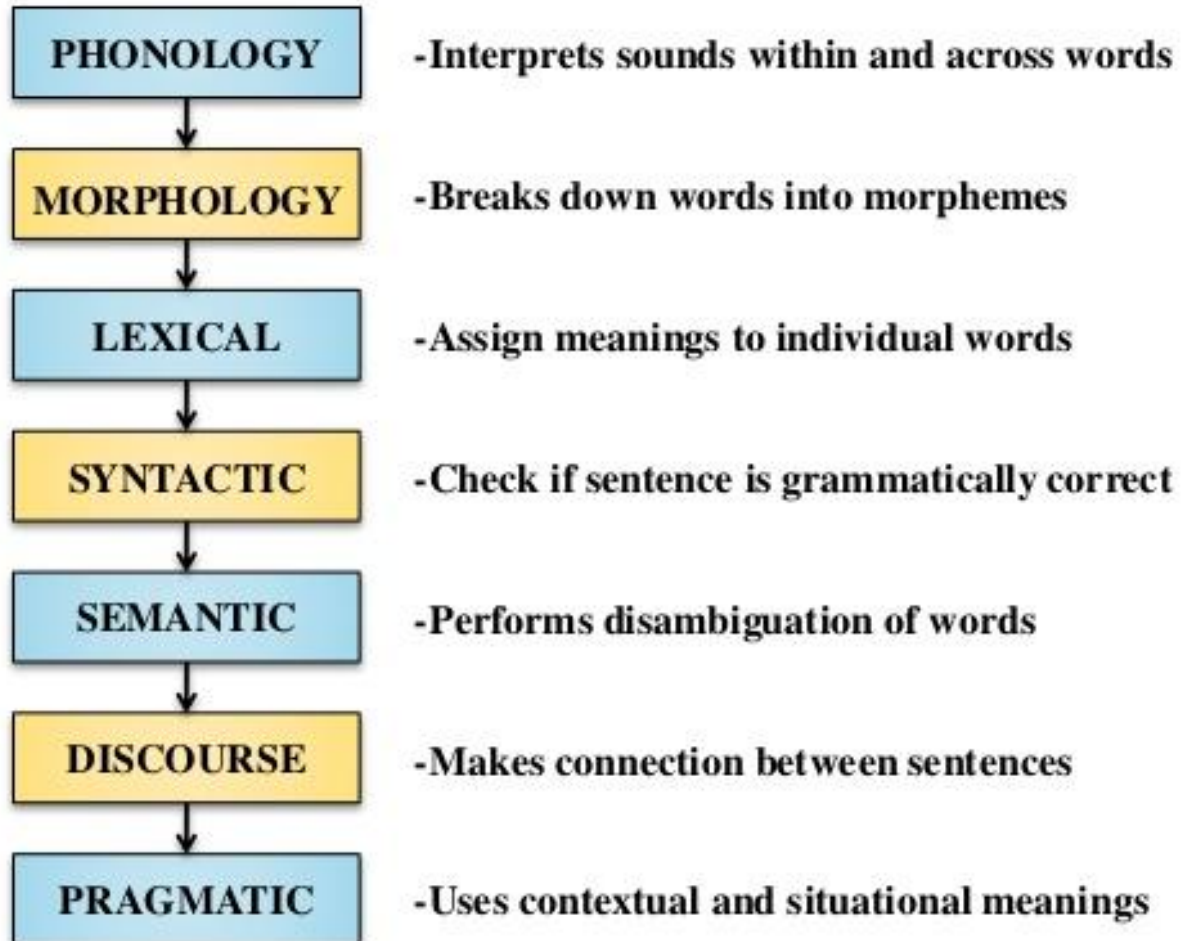 PHONOLOGY -Interprets sounds within and across words
MORPHOLOGY -Breaks down words into morphemes
LEXICAL -Assign meanings to individual words
SYNTACTIC -Check if sentence is grammatically correct
SEMANTIC -Performs disambiguation of words
DISCOURSE -Makes connection between sentences
PRAGMATIC -Uses contextual and situational meanings